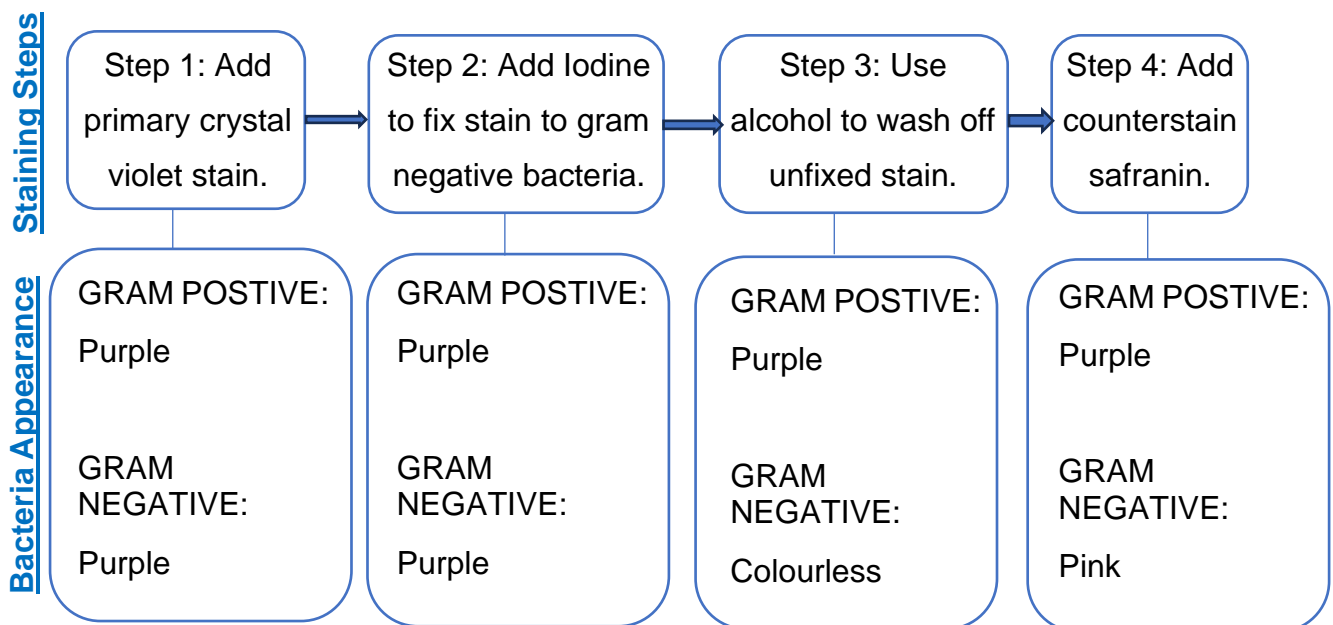 Staining Steps
Step 1: Add
primary crystal
violet stain.
Step 2: Add Iodine
to fix stain to gram
negative bacteria.
Step 3: Use
alcohol to wash off
unfixed stain.
Step 4: Add
counterstain
safranin.
Bacteria Appearance
GRAM POSTIVE:
Purple
GRAM
NEGATIVE:
Purple
GRAM POSTIVE:
Purple
GRAM
NEGATIVE:
Purple
GRAM POSTIVE:
Purple
GRAM
NEGATIVE:
Colourless
GRAM POSTIVE:
Purple
GRAM
NEGATIVE:
Pink